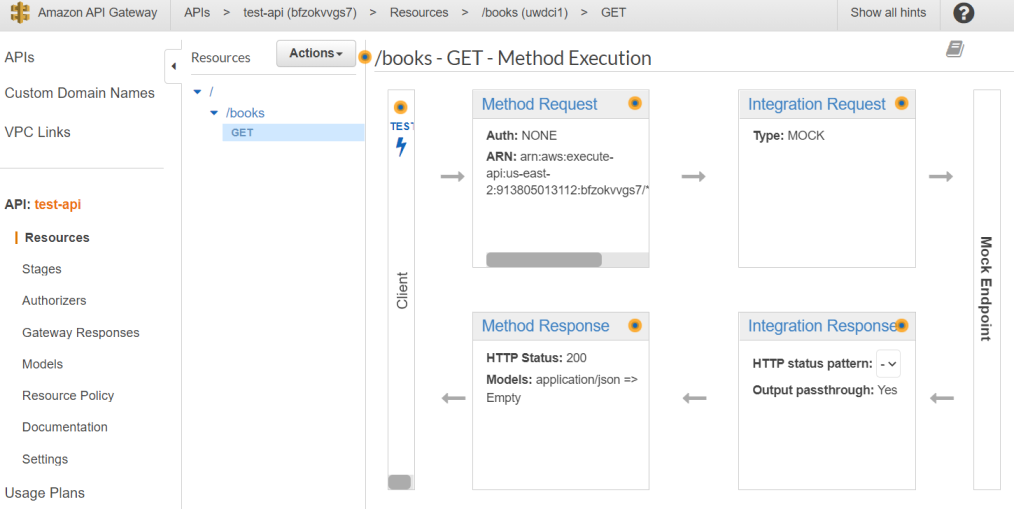 Amazon API Gateway
APIs > test-api (bfzokvvgs7) > Resources > /books (uwdci1) > GET
Show all hints
?
APIs
Custom Domain Names
VPC Links
API: test-api
Resources
Stages
Authorizers
Gateway Responses
Models
Resource Policy
Documentation
Settings
Usage Plans
Resources
Actions
/
/books
GET
/books - GET - Method Execution
TEST
Client
Method Request
Auth: NONE
ARN: arn:aws:execute-
api:us-east-
2:913805013112:bfzokvvgs7/*
Integration Request
Type: MOCK
Mock Endpoint
Method Response
HTTP Status: 200
Models: application/json =>
Empty
Integration Response
HTTP status pattern: -
Output passthrough: Yes